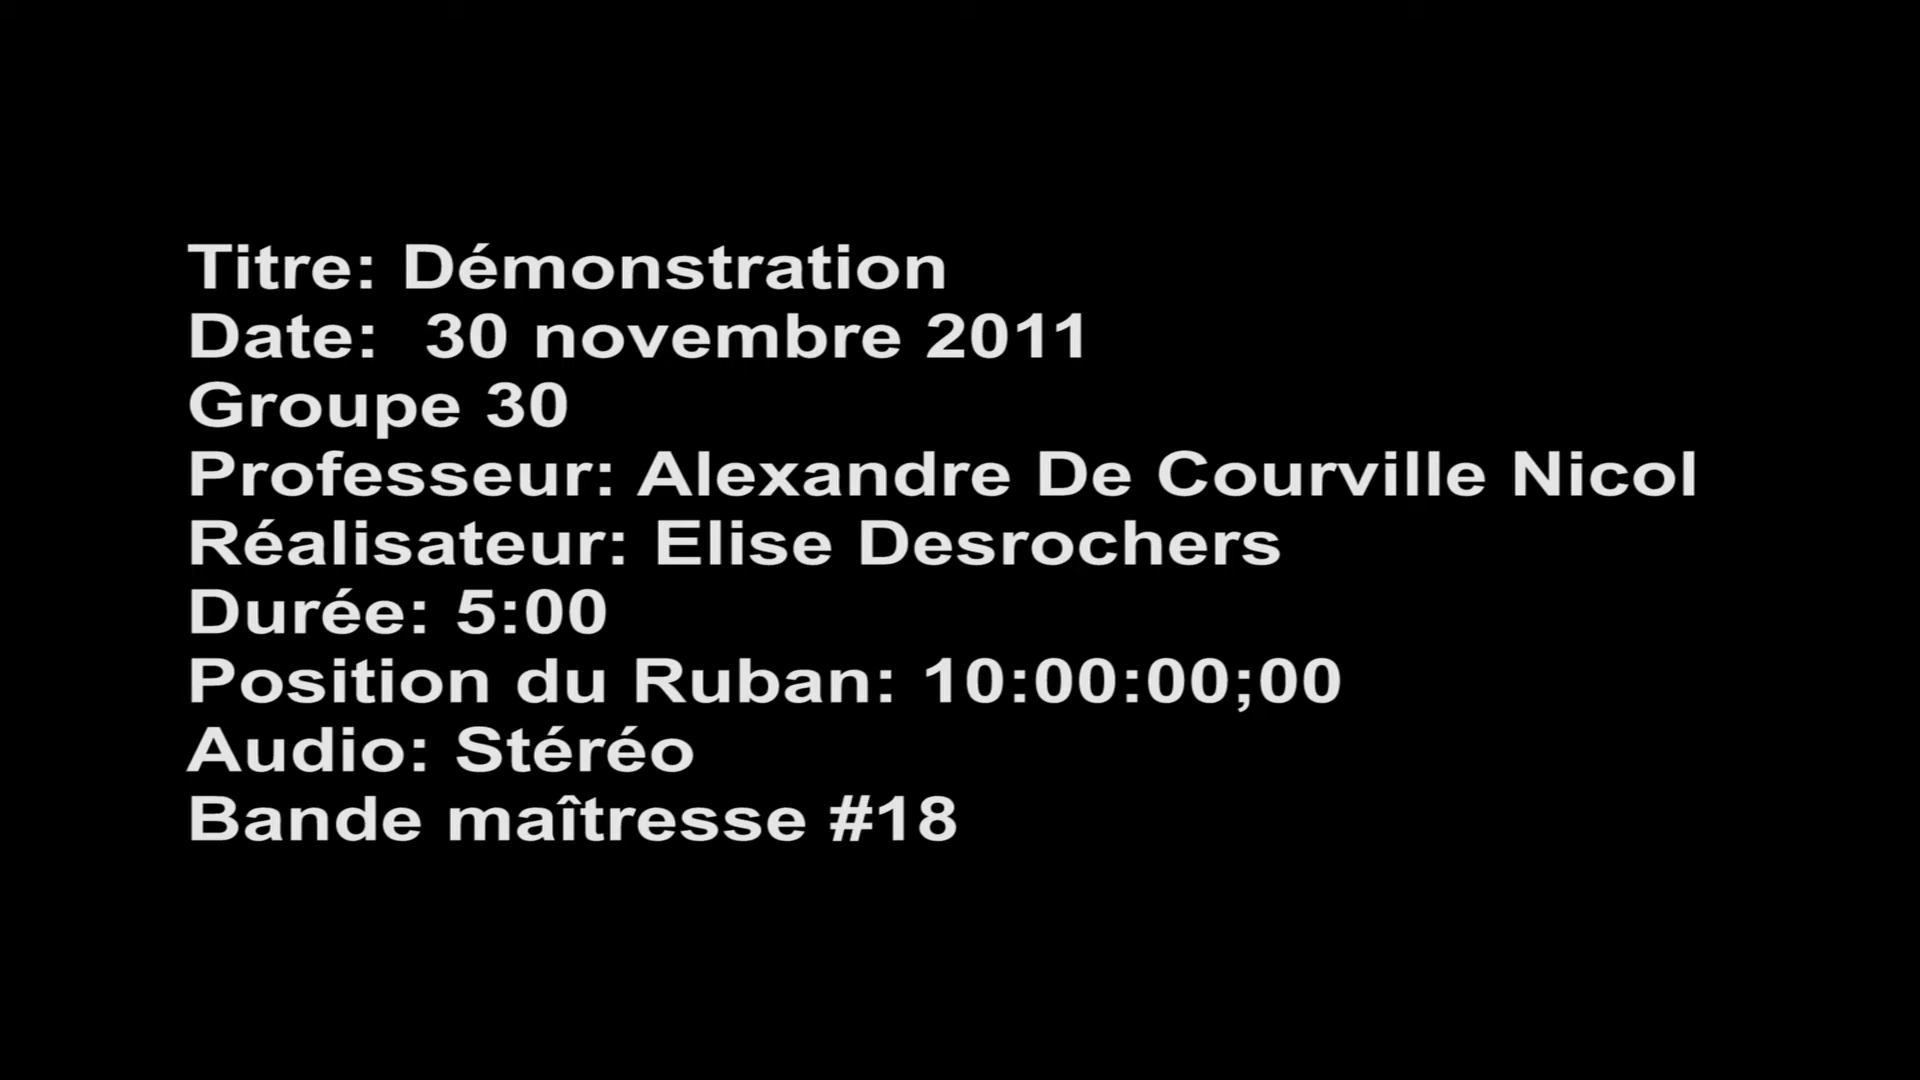 Titre: Démonstration
Date:  30 novembre 2011
Groupe 30
Professeur: Alexandre De Courville Nicol
Réalisateur: Elise Desrochers
Durée: 5:00
Position du Ruban: 10:00:00;00
Audio: Stéréo
Bande maîtresse #18